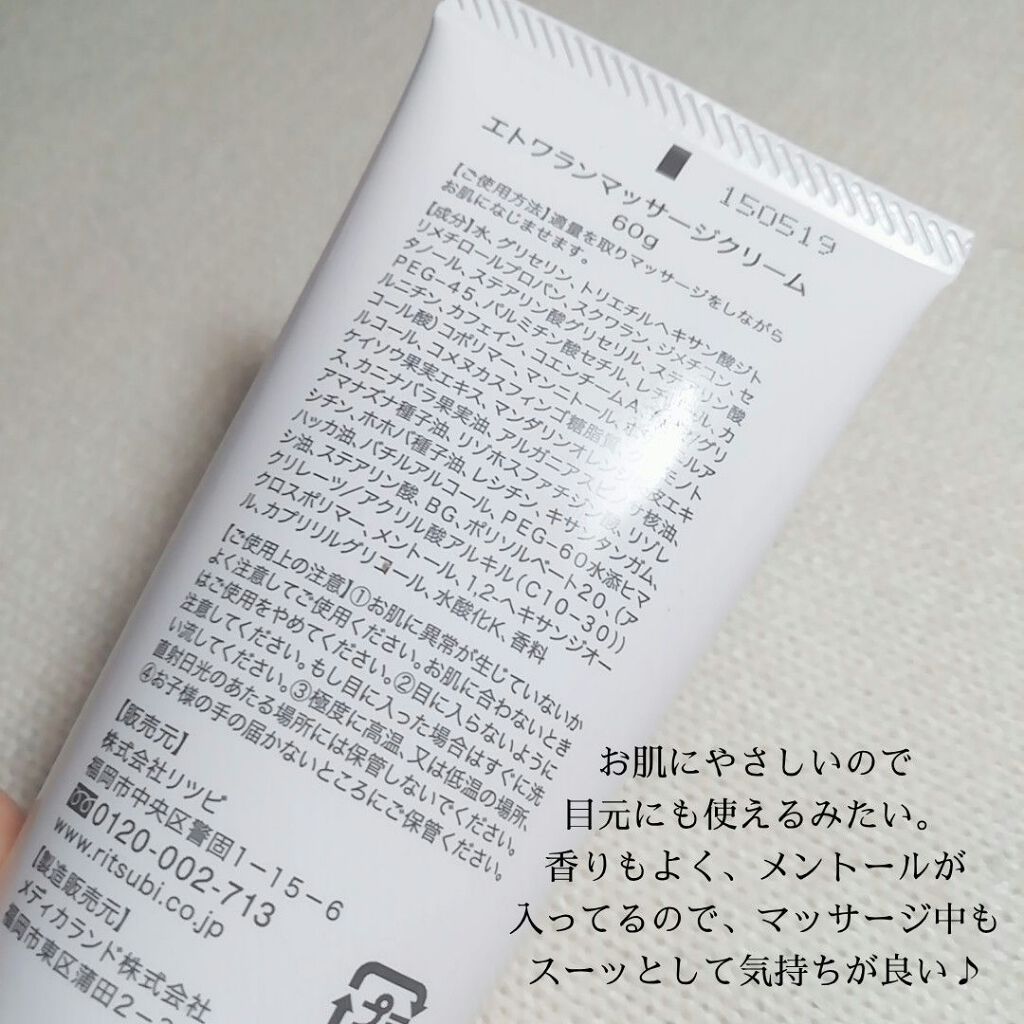 150519
エトワランマッサージクリーム
60g
【ご使用方法】適量を取りマッサージをしながら
お肌になじませます。
【成分】水、グリセリン、トリエチルヘキサン酸ジト
リメチロールプロパン、スクワラン、ジメチコン、セ
タノール、ステアリン酸グリセリル、ステアリン酸
PEG-45、パルミチン酸セチル、
ルニチン、カフェイン、コエンチームA、
コール酸)コポリマー、マンニトール、
ルコール、コメヌカスフィンゴ糖脂質、
ケイソウ果実エキス、マンダリンオレンジ
ス、カニナバラ果実油、アルガニアスピノサ核油、
アマナズナ種子油、リソホスファチジン酸、リゾレ
シチン、ホホバ種子油、レシチン、キサンタンガム、
ハッカ油、バチルアルコール、PEG-60水添ヒマ
シ油、ステアリン酸、BG、ポリソルベート20、(ア
クリレーツ/アクリル酸アルキル(C10-30))
クロスポリマー、メントール、1,2-ヘキサンジオー
ル、カプリリルグリコール、水酸化K、香料
【ご使用上の注意】①お肌に異常が生じていないか
よく注意してご使用ください。お肌に合わないとき
はご使用をやめてください。②目に入らないように
注意してください。もし目に入った場合はすぐに洗
い流してください。③極度に高温、又は低温の場所、
直射日光のあたる場所には保管しないでください。
④お子様の手の届かないところにご保管ください。
【販売元】
株式会社リツビ
福岡市中央区警固1-15-6
0120-002-713
www.ritsubi.co.jp
【製造販売元】
メディカランド株式会社
福岡市東区蒲田2-
プラ
お肌にやさしいので
目元にも使えるみたい。
香りもよく、メントールが
入ってるので、マッサージ中も
スーッとして気持ちが良い♪